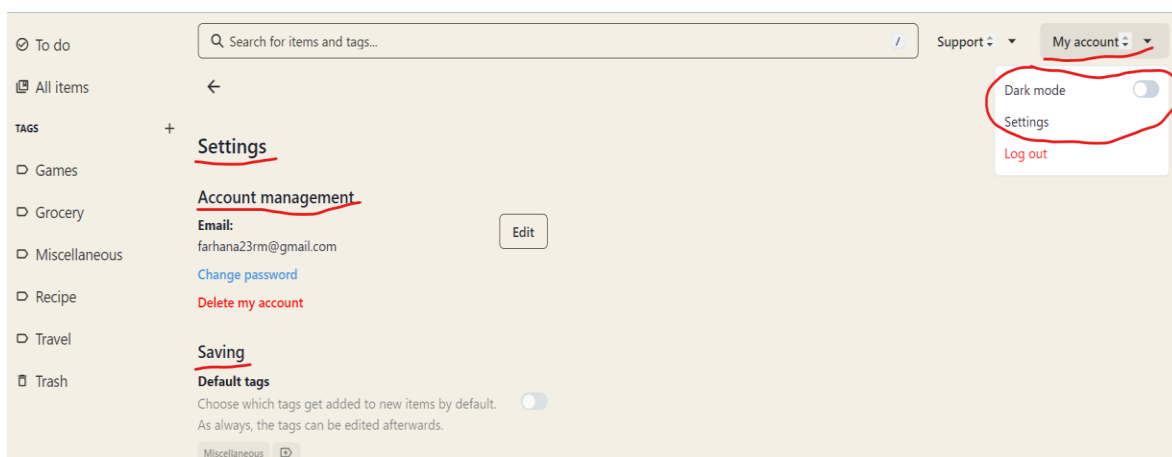 To do
All items
TAGS +
Games
Grocery
Miscellaneous
Recipe
Travel
Trash
Search for items and tags... /
Support
My account
Dark mode
Settings
Log out
Settings
Account management
Email:
farhana23rm@gmail.com
Edit
Change password
Delete my account
Saving
Default tags
Choose which tags get added to new items by default.
As always, the tags can be edited afterwards.
Miscellaneous